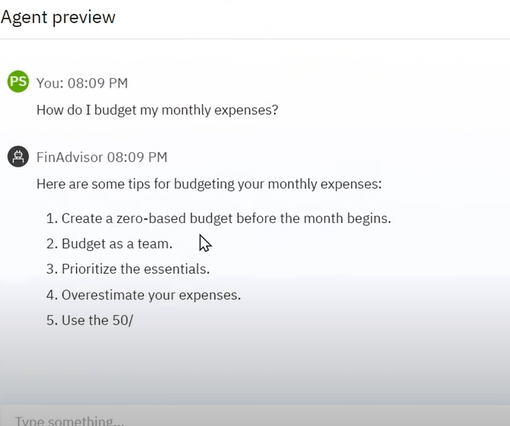 Agent preview
PS
You: 08:09 PM
How do I budget my monthly expenses?
FinAdvisor 08:09 PM
Here are some tips for budgeting your monthly expenses:
1. Create a zero-based budget before the month begins.
2. Budget as a team.
3. Prioritize the essentials.
4. Overestimate your expenses.
5. Use the 50/
Type something...